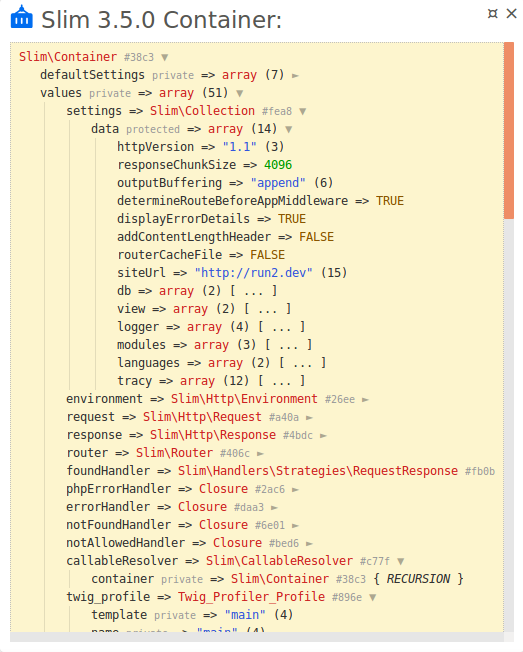 Slim 3.5.0 Container:
¤ ×
Slim\Container #38c3 ▼
defaultSettings private => array (7) ►
values private => array (51) ▼
settings => Slim\Collection #fea8 ▼
data protected => array (14) ▼
httpVersion => "1.1" (3)
responseChunkSize => 4096
outputBuffering => "append" (6)
determineRouteBeforeAppMiddleware => TRUE
displayErrorDetails => TRUE
addContentLengthHeader => FALSE
routerCacheFile => FALSE
siteUrl => "http://run2.dev" (15)
db => array (2) [ ... ]
view => array (2) [ ... ]
logger => array (4) [ ... ]
modules => array (3) [ ... ]
languages => array (2) [ ... ]
tracy => array (12) [ ... ]
environment => Slim\Http\Environment #26ee ►
request => Slim\Http\Request #a40a ►
response => Slim\Http\Response #4bdc ►
router => Slim\Router #406c ►
foundHandler => Slim\Handlers\Strategies\RequestResponse #fb0b
phpErrorHandler => Closure #2ac6 ►
errorHandler => Closure #daa3 ►
notFoundHandler => Closure #6e01 ►
notAllowedHandler => Closure #bed6 ►
callableResolver => Slim\CallableResolver #c77f ▼
container private => Slim\Container #38c3 { RECURSION }
twig_profile => Twig_Profiler_Profile #896e ▼
template private => "main" (4)
name private => "main" (4)